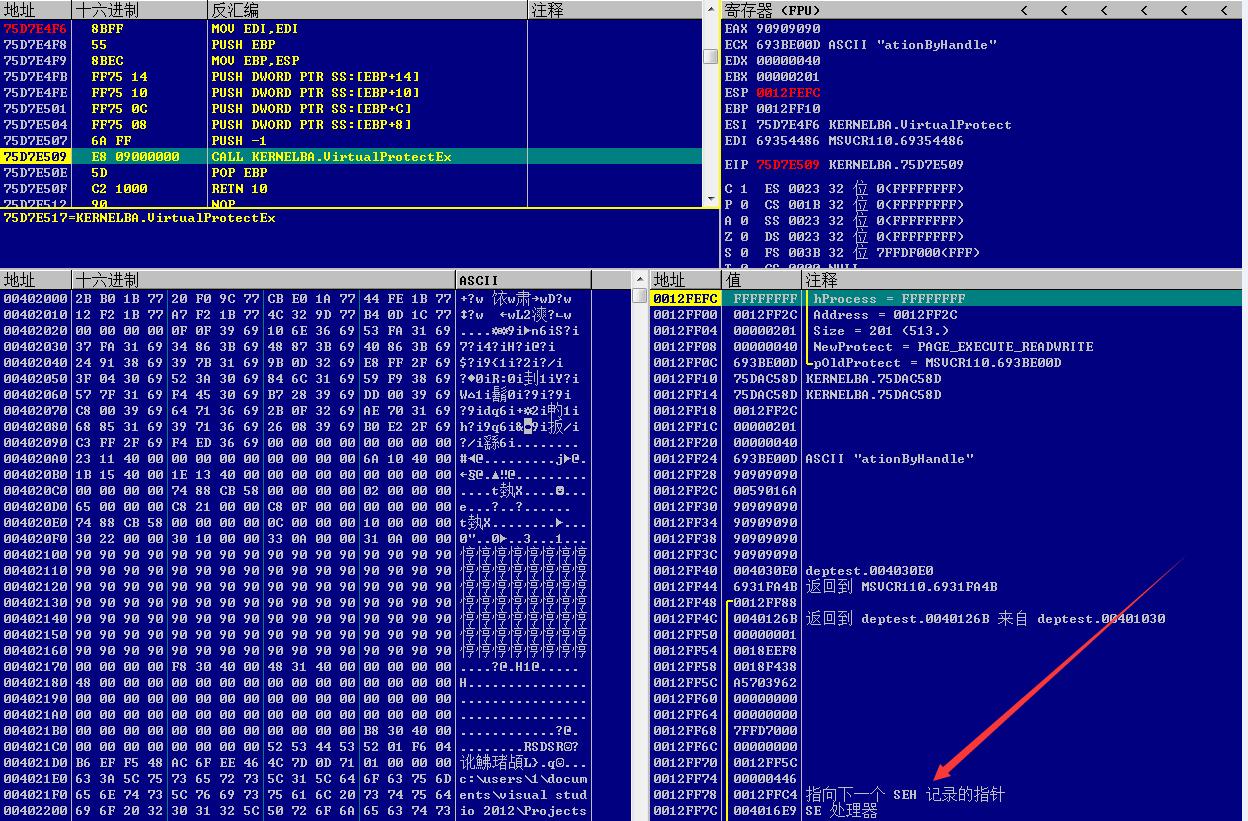 地址 十六进制 反汇编 注释
75D7E4F6 8BFF MOV EDI,EDI
75D7E4F8 55 PUSH EBP
75D7E4F9 8BEC MOV EBP,ESP
75D7E4FB FF75 14 PUSH DWORD PTR SS:[EBP+14]
75D7E4FE FF75 10 PUSH DWORD PTR SS:[EBP+10]
75D7E501 FF75 0C PUSH DWORD PTR SS:[EBP+C]
75D7E504 FF75 08 PUSH DWORD PTR SS:[EBP+8]
75D7E507 6A FF PUSH -1
75D7E509 E8 09000000 CALL KERNELBA.VirtualProtectEx
75D7E50E 5D POP EBP
75D7E50F C2 1000 RETN 10
75D7E512 90 NOP
75D7E517=KERNELBA.VirtualProtectEx
寄存器 (FPU) < < < < < <
EAX 90909090
ECX 693BE00D ASCII "ationByHandle"
EDX 00000040
EBX 00000201
ESP 0012FEFC
EBP 0012FF10
ESI 75D7E4F6 KERNELBA.VirtualProtect
EDI 69354486 MSVCR110.69354486
EIP 75D7E509 KERNELBA.75D7E509
C 1 ES 0023 32 位 0(FFFFFFFF)
P 0 CS 001B 32 位 0(FFFFFFFF)
A 0 SS 0023 32 位 0(FFFFFFFF)
Z 0 DS 0023 32 位 0(FFFFFFFF)
S 0 FS 003B 32 位 7FFDF000(FFF)
地址 十六进制 ASCII
00402000 2B B0 1B 77 20 F0 9C 77 CB E0 1A 77 44 FE 1B 77
00402010 12 F2 1B 77 A7 F2 1B 77 4C 32 9D 77 B4 0D 1C 77
00402020 00 00 00 00 0F 0F 39 69 10 6E 36 69 53 FA 31 69
00402030 37 FA 31 69 34 86 3B 69 48 87 3B 69 40 86 3B 69
00402040 24 91 38 69 39 7B 31 69 9B 0D 32 69 E8 FF 2F 69
00402050 3F 04 30 69 52 3A 30 69 84 6C 31 69 59 F9 38 69
00402060 57 7F 31 69 F4 45 30 69 B7 28 39 69 DD 00 39 69
00402070 C8 00 39 69 64 71 36 69 2B 0F 32 69 AE 70 31 69
00402080 68 85 31 69 39 71 36 69 26 08 39 69 B0 E2 2F 69
00402090 C3 FF 2F 69 F4 ED 36 69 00 00 00 00 00 00 00 00
004020A0 23 11 40 00 00 00 00 00 00 00 00 00 6A 10 40 00
004020B0 1B 15 40 00 1E 13 40 00 00 00 00 00 00 00 00 00
004020C0 00 00 00 00 74 88 CB 58 00 00 00 00 02 00 00 00
004020D0 65 00 00 00 C8 21 00 00 C8 0F 00 00 00 00 00 00
004020E0 74 88 CB 58 00 00 00 00 0C 00 00 00 10 00 00 00
004020F0 30 22 00 00 30 10 00 00 33 0A 00 00 31 0A 00 00
00402100 90 90 90 90 90 90 90 90 90 90 90 90 90 90 90 90
00402110 90 90 90 90 90 90 90 90 90 90 90 90 90 90 90 90
00402120 90 90 90 90 90 90 90 90 90 90 90 90 90 90 90 90
00402130 90 90 90 90 90 90 90 90 90 90 90 90 90 90 90 90
00402140 90 90 90 90 90 90 90 90 90 90 90 90 90 90 90 90
00402150 90 90 90 90 90 90 90 90 90 90 90 90 90 90 90 90
00402160 90 90 90 90 90 90 90 90 90 90 90 90 90 90 90 90
00402170 00 00 00 00 F8 30 40 00 48 31 40 00 00 00 00 00 ....?@.H1@.....
00402180 48 00 00 00 00 00 00 00 00 00 00 00 00 00 00 00 H...............
00402190 00 00 00 00 00 00 00 00 00 00 00 00 00 00 00 00 ................
004021A0 00 00 00 00 00 00 00 00 00 00 00 00 00 00 00 00 ................
004021B0 00 00 00 00 00 00 00 00 00 00 00 00 B8 30 40 00 ............?@.
004021C0 00 00 00 00 00 00 00 00 52 53 44 53 52 01 F6 04
004021D0 B6 EF F5 48 AC 6F EE 46 4C 7D 0D 71 01 00 00 00
004021E0 63 3A 5C 75 73 65 72 73 5C 31 5C 64 6F 63 75 6D c:\users\1\docum
004021F0 65 6E 74 73 5C 76 69 73 75 61 6C 20 73 74 75 64 ents\visual stud
00402200 69 6F 20 32 30 31 32 5C 50 72 6F 6A 65 63 74 73 io 2012\Projects
地址 值 注释
0012FEFC FFFFFFFF hProcess = FFFFFFFF
0012FF00 0012FF2C Address = 0012FF2C
0012FF04 00000201 Size = 201 (513.)
0012FF08 00000040 NewProtect = PAGE_EXECUTE_READWRITE
0012FF0C 693BE00D pOldProtect = MSVCR110.693BE00D
0012FF10 75DAC58D KERNELBA.75DAC58D
0012FF14 75DAC58D KERNELBA.75DAC58D
0012FF18 0012FF2C
0012FF1C 00000201
0012FF20 00000040
0012FF24 693BE00D ASCII "ationByHandle"
0012FF28 90909090
0012FF2C 0059016A
0012FF30 90909090
0012FF34 90909090
0012FF38 90909090
0012FF3C 90909090
0012FF40 004030E0 deptest.004030E0
0012FF44 6931FA4B 返回到 MSVCR110.6931FA4B
0012FF48 0012FF88
0012FF4C 0040126B 返回到 deptest.0040126B 来自 deptest.00401030
0012FF50 00000001
0012FF54 0018EEF8
0012FF58 0018F438
0012FF5C A5703962
0012FF60 00000000
0012FF64 00000000
0012FF68 7FFD7000
0012FF6C 00000000
0012FF70 0012FF5C
0012FF74 00000446
0012FF78 0012FFC4 指向下一个 SEH 记录的指针
0012FF7C 004016E9 SE 处理器